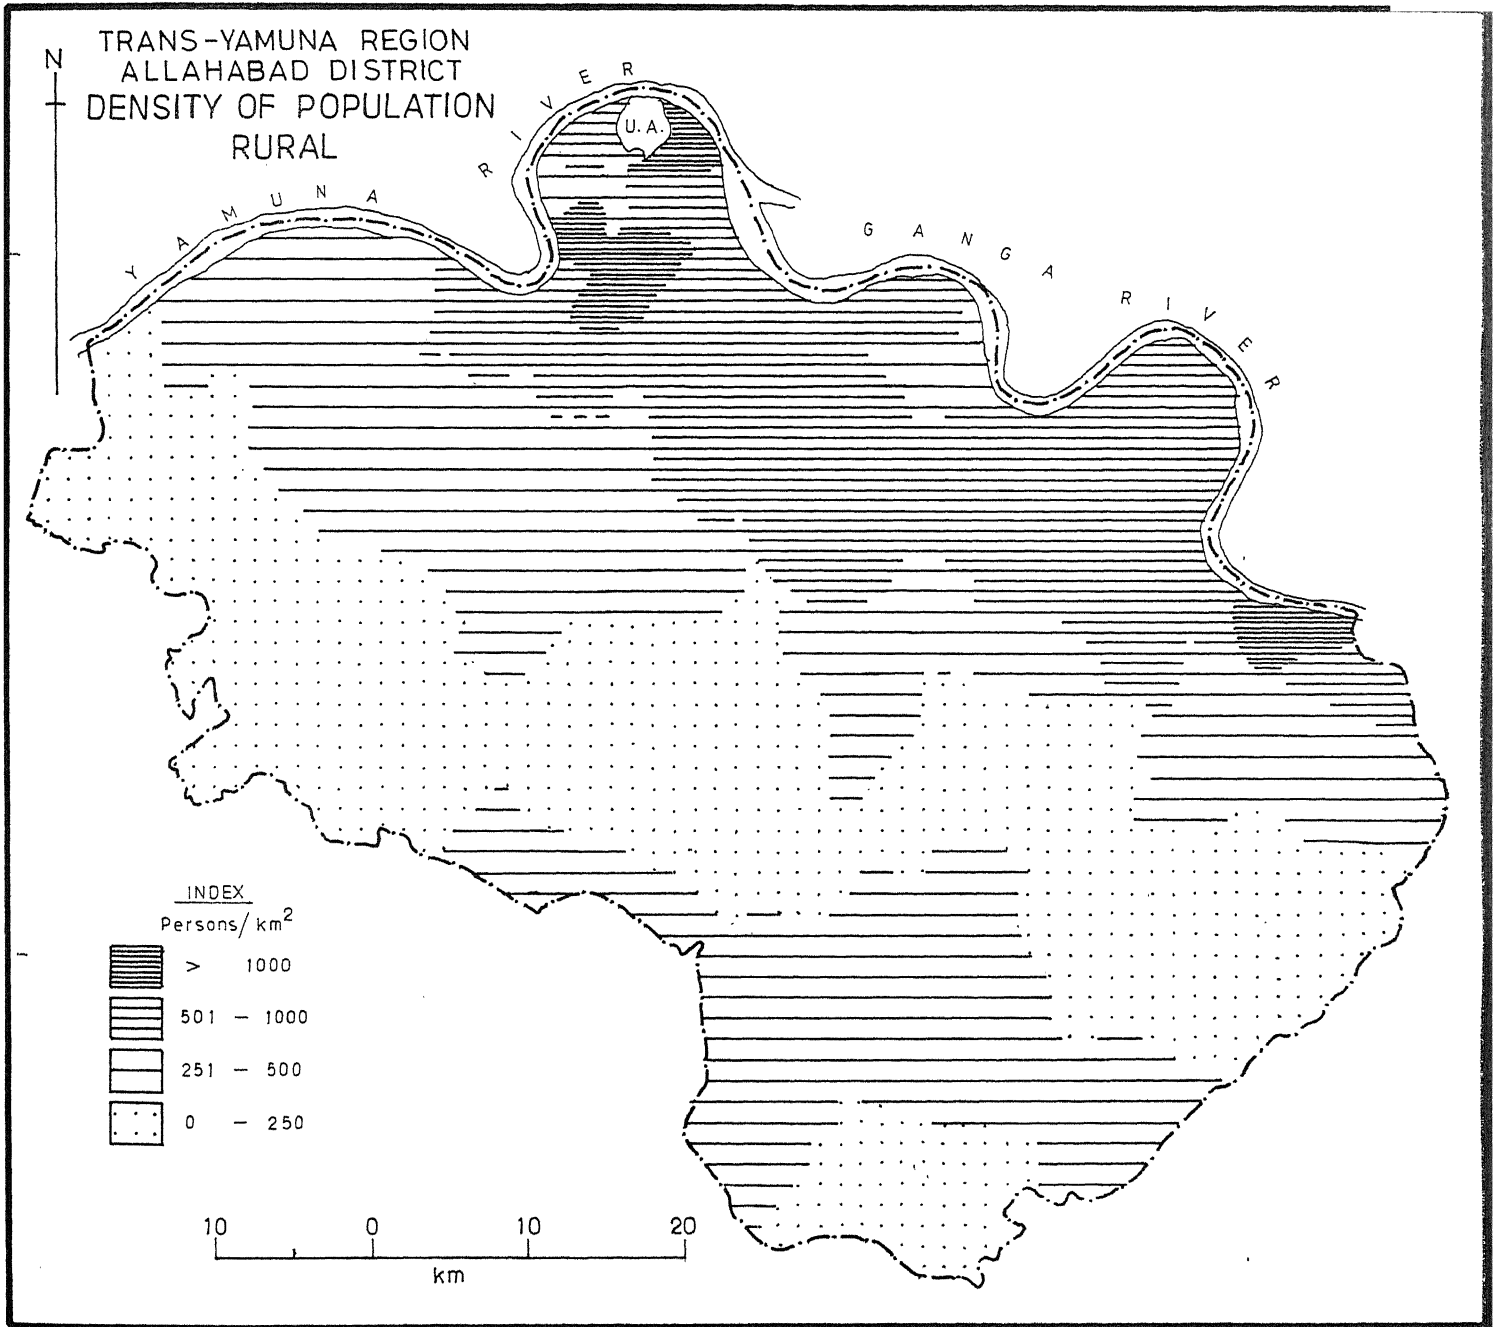 N
TRANS-YAMUNA REGION
ALLAHABAD DISTRICT
DENSITY OF POPULATION
RURAL
YAMUNA RIVER
U.A.
GANGA RIVER
INDEX
Persons/km²
> 1000
501 - 1000
251 - 500
0 - 250
10 0 10 20
km